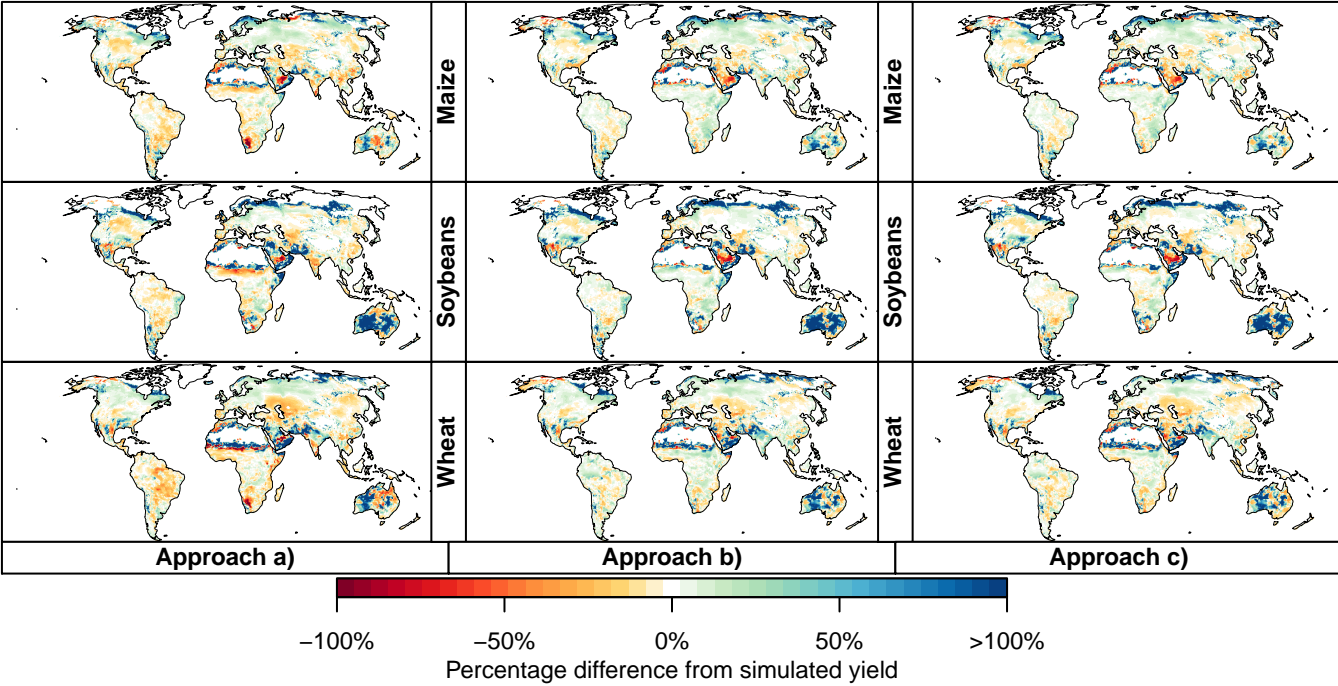 Maize
Maize
Soybeans
Soybeans
Wheat
Wheat
Approach a)
Approach b)
Approach c)
−100%
−50%
0%
50%
>100%
Percentage difference from simulated yield